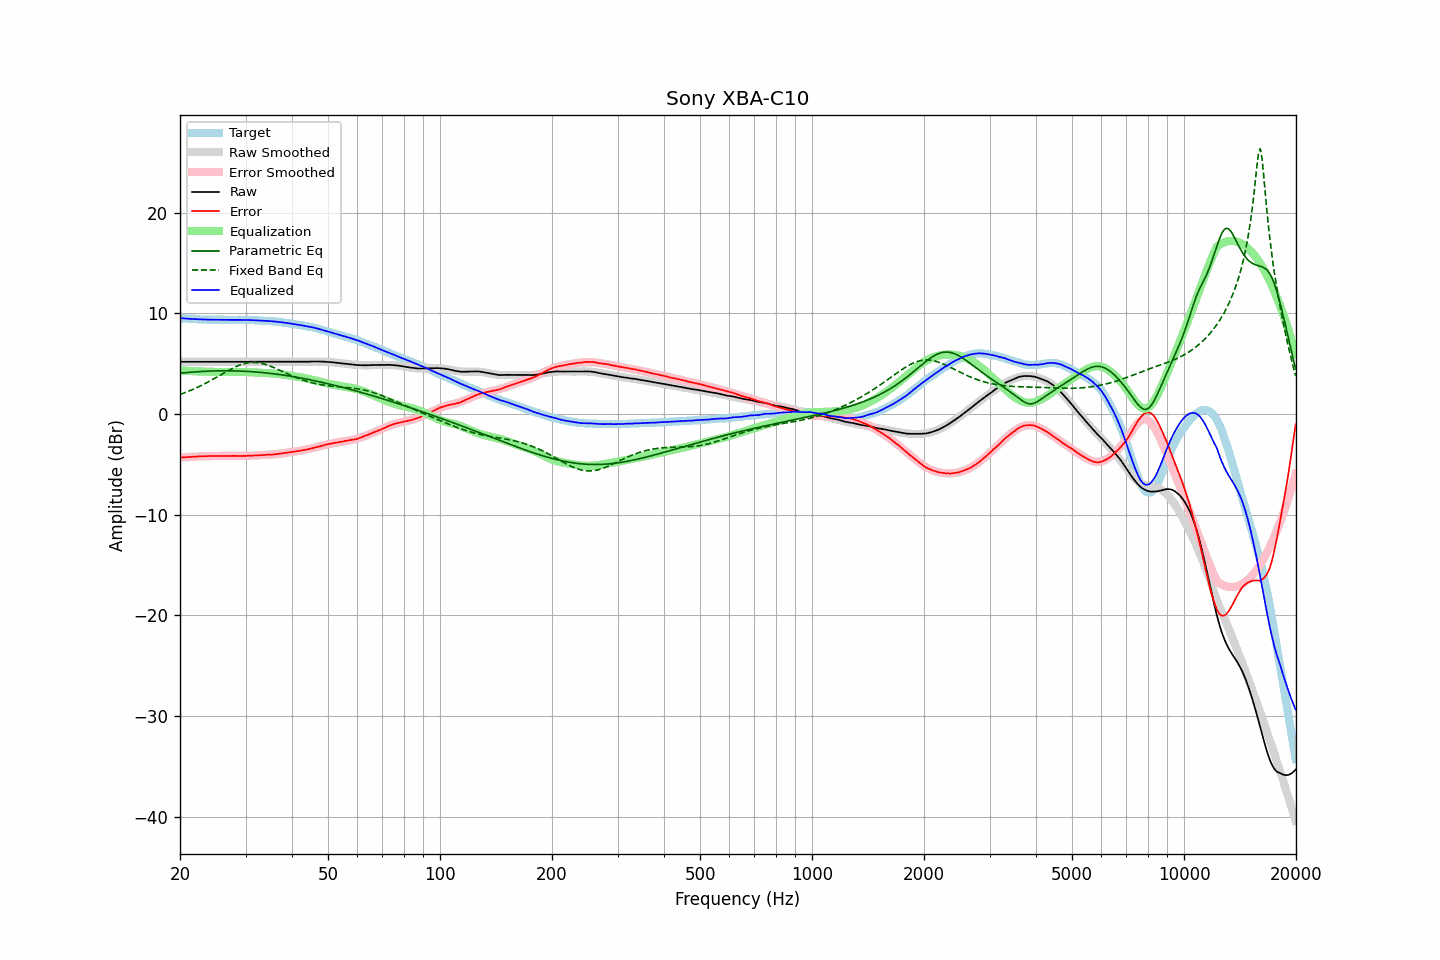 Sony XBA-C10
Target
Raw Smoothed
Error Smoothed
Raw
Error
Equalization
Parametric Eq
Fixed Band Eq
Equalized
20
10
0
−10
−20
−30
−40
Amplitude (dBr)
20 50 100 200 500 1000 2000 5000 10000 20000
Frequency (Hz)